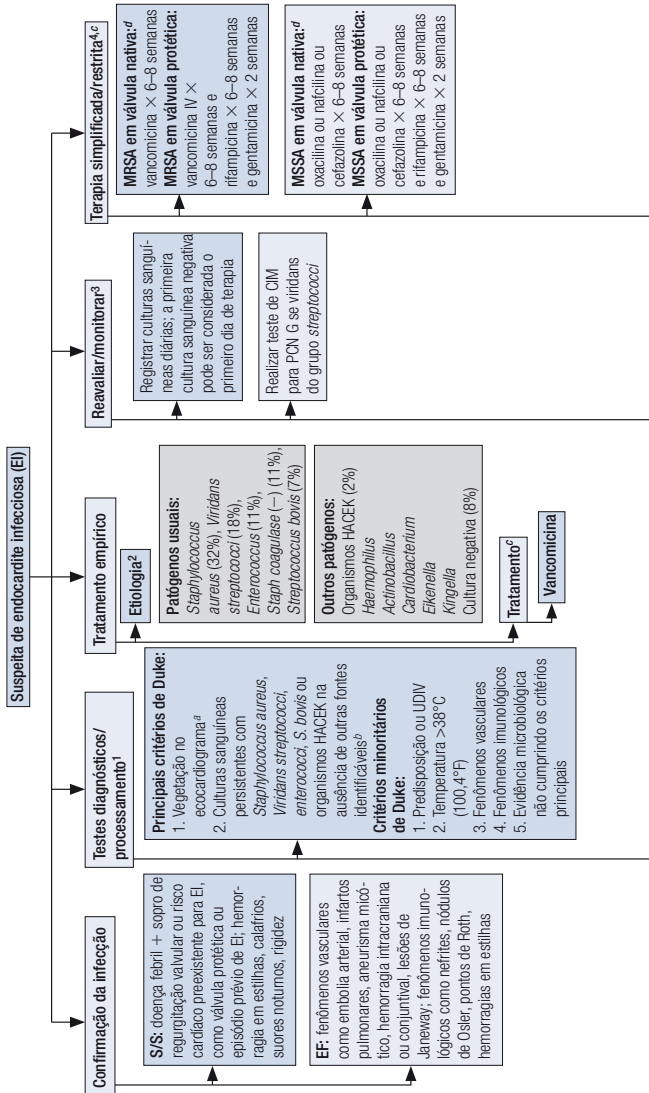 Suspeita de endocardite infecciosa (EI)
Confirmação da infecção
S/S: doença febril + sopro de
regurgitação valvular ou risco
cardíaco preexistente para EI,
como válvula protética ou
episódio prévio de EI; hemor-
ragia em estilhas, calafrios,
suores noturnos, rigidez
EF: fenômenos vasculares
como embolia arterial, infartos
pulmonares, aneurisma micó-
tico, hemorragia intracraniana
ou conjuntival, lesões de
Janeway; fenômenos imuno-
lógicos como nefrites, nódulos
de Osler, pontos de Roth,
hemorragias em estilhas
Testes diagnósticos/
processamento1
Principais critérios de Duke:
1. Vegetação no
ecocardiogramaa
2. Culturas sanguíneas
persistentes com
Staphylococcus aureus,
Viridans streptococci,
enterococci, S. bovis ou
organismos HACEK na
ausência de outras fontes
identificáveisb
Critérios minoritários
de Duke:
1. Predisposição ou UDIV
2. Temperatura >38°C
(100,4°F)
3. Fenômenos vasculares
4. Fenômenos imunológicos
5. Evidência microbiológica
não cumprindo os critérios
principais
Tratamento empírico
Etiologia2
Patógenos usuais:
Staphylococcus
aureus (32%), Viridans
streptococci (18%),
Enterococcus (11%),
Staph coagulase (−) (11%),
Streptococcus bovis (7%)
Outros patógenos:
Organismos HACEK (2%)
Haemophilus
Actinobacillus
Cardiobacterium
Eikenella
Kingella
Cultura negativa (8%)
Tratamentoc
Vancomicina
Reavaliar/monitorar3
Registrar culturas sanguí-
neas diárias; a primeira
cultura sanguínea negativa
pode ser considerada o
primeiro dia de terapia
Realizar teste de CIM
para PCN G se viridans
do grupo streptococci
Terapia simplificada/restrita4,c
MRSA em válvula nativa:d
vancomicina × 6–8 semanas
MRSA em válvula protética:
vancomicina IV ×
6–8 semanas e
rifampicina × 6–8 semanas
e gentamicina × 2 semanas
MSSA em válvula nativa:d
oxacilina ou nafcilina ou
cefazolina × 6–8 semanas
MSSA em válvula protética:
oxacilina ou nafcilina ou
cefazolina × 6–8 semanas
e rifampicina × 6–8 semanas
e gentamicina × 2 semanas